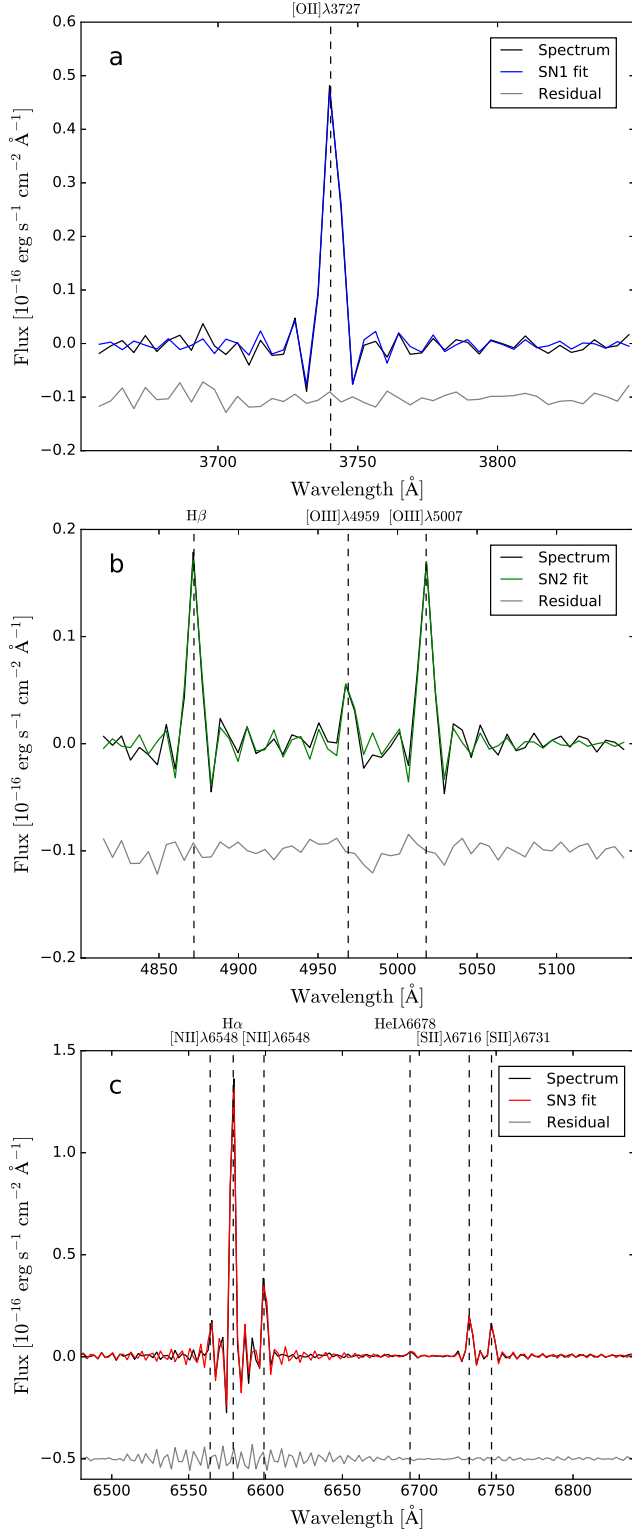 [OII]λ3727
a
Spectrum
SN1 fit
Residual
0.6
0.5
0.4
0.3
0.2
0.1
0.0
−0.1
−0.2
Flux [10⁻¹⁶ erg s⁻¹ cm⁻² Å⁻¹]
3700 3750 3800
Wavelength [Å]
Hβ [OIII]λ4959 [OIII]λ5007
b
Spectrum
SN2 fit
Residual
0.2
0.1
0.0
−0.1
−0.2
Flux [10⁻¹⁶ erg s⁻¹ cm⁻² Å⁻¹]
4850 4900 4950 5000 5050 5100
Wavelength [Å]
Hα HeIλ6678
[NII]λ6548 [NII]λ6548 [SII]λ6716 [SII]λ6731
c
Spectrum
SN3 fit
Residual
1.5
1.0
0.5
0.0
−0.5
Flux [10⁻¹⁶ erg s⁻¹ cm⁻² Å⁻¹]
6500 6550 6600 6650 6700 6750 6800
Wavelength [Å]